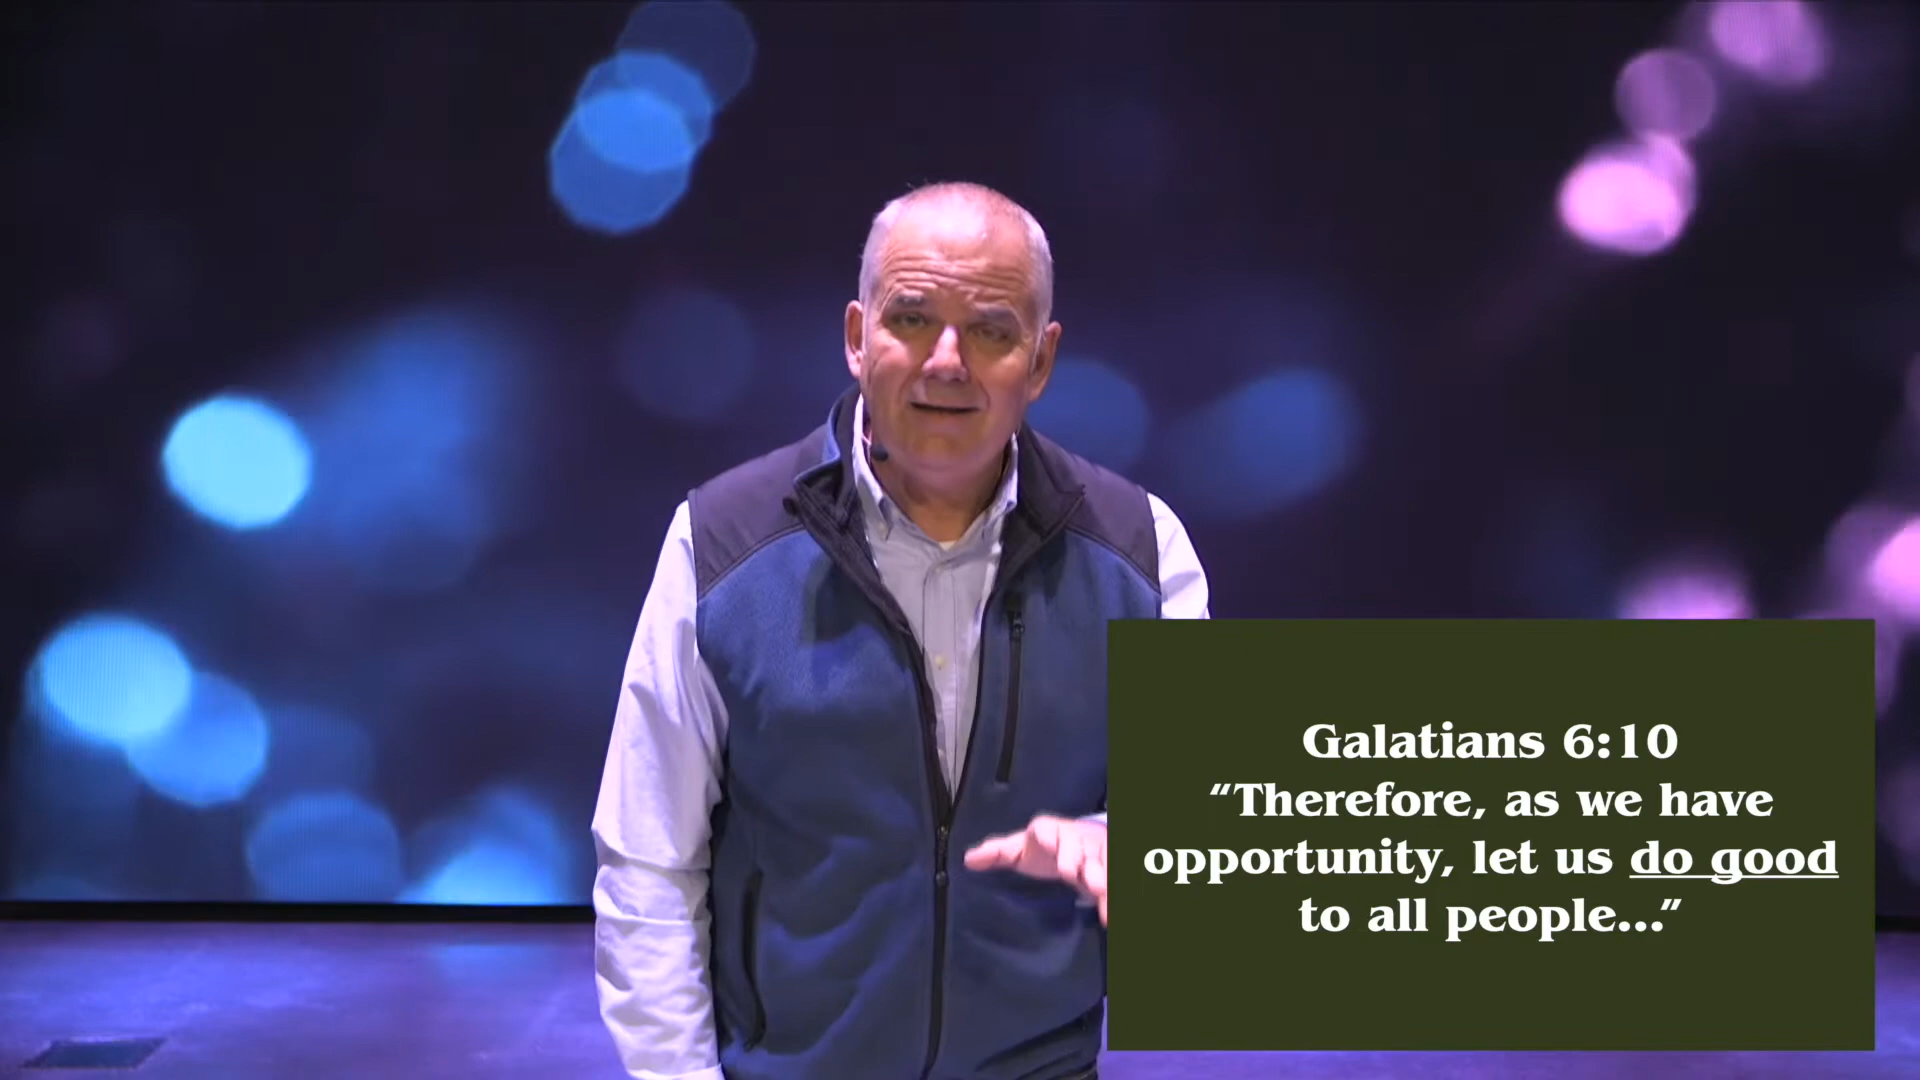 Galatians 6:10
“Therefore, as we have
opportunity, let us do good
to all people...”